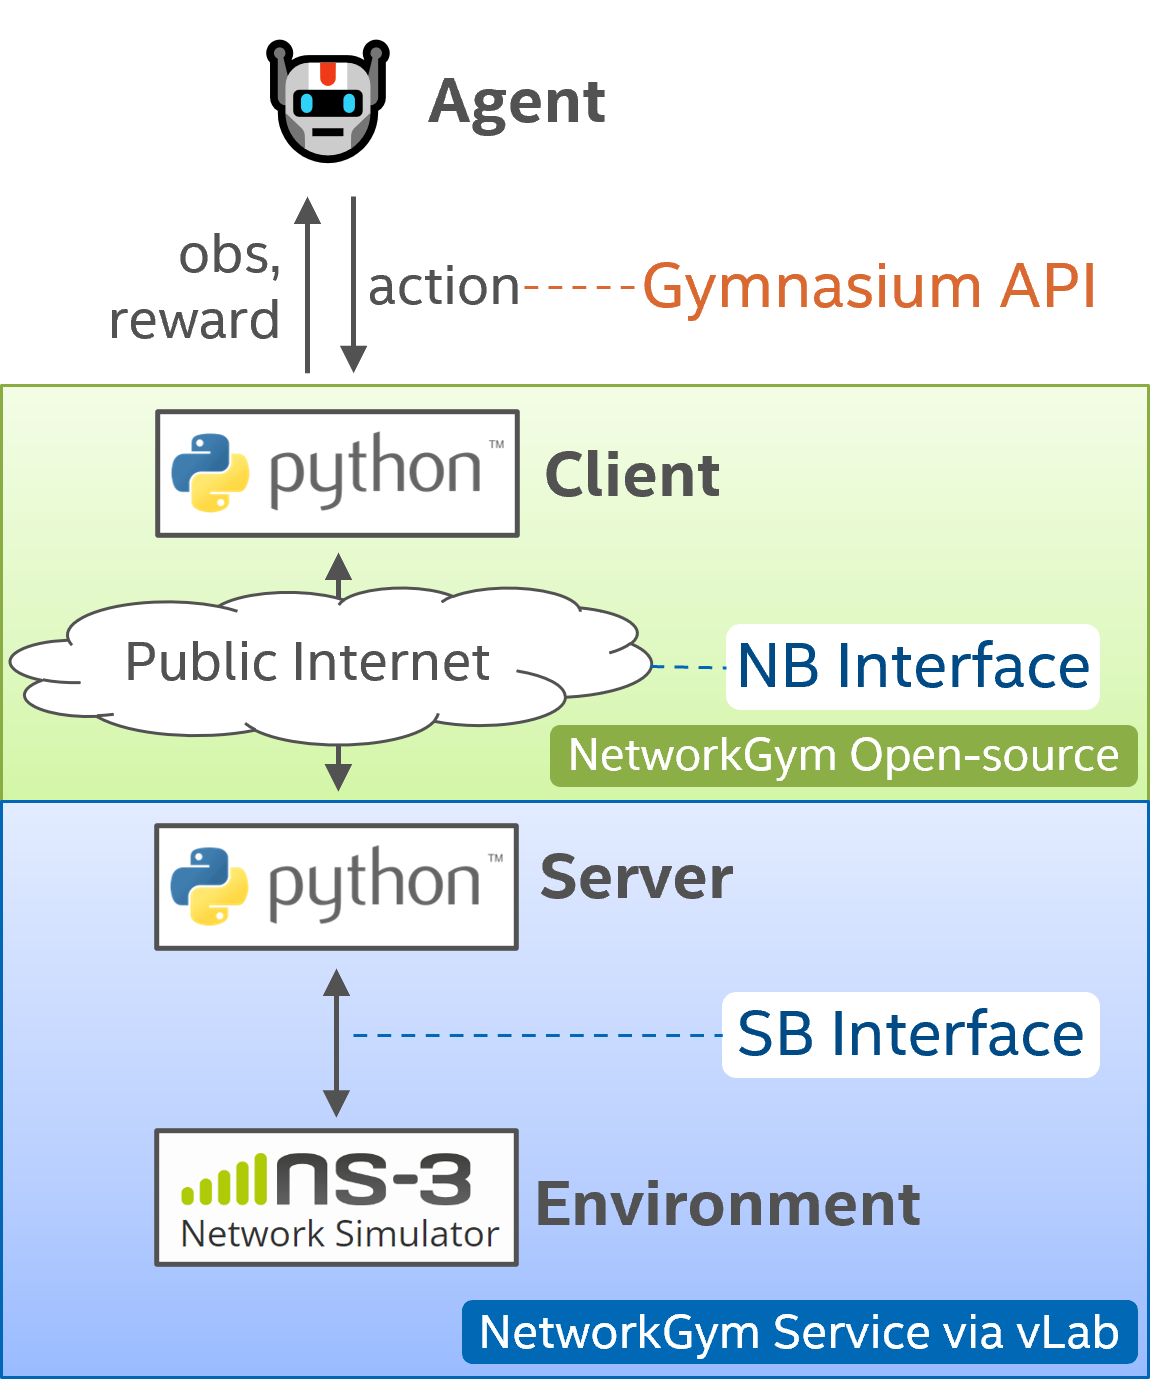 Agent
obs,
reward
action
Gymnasium API
python™
Client
Public Internet
NB Interface
NetworkGym Open-source
python™
Server
SB Interface
ns-3
Network Simulator
Environment
NetworkGym Service via vLab